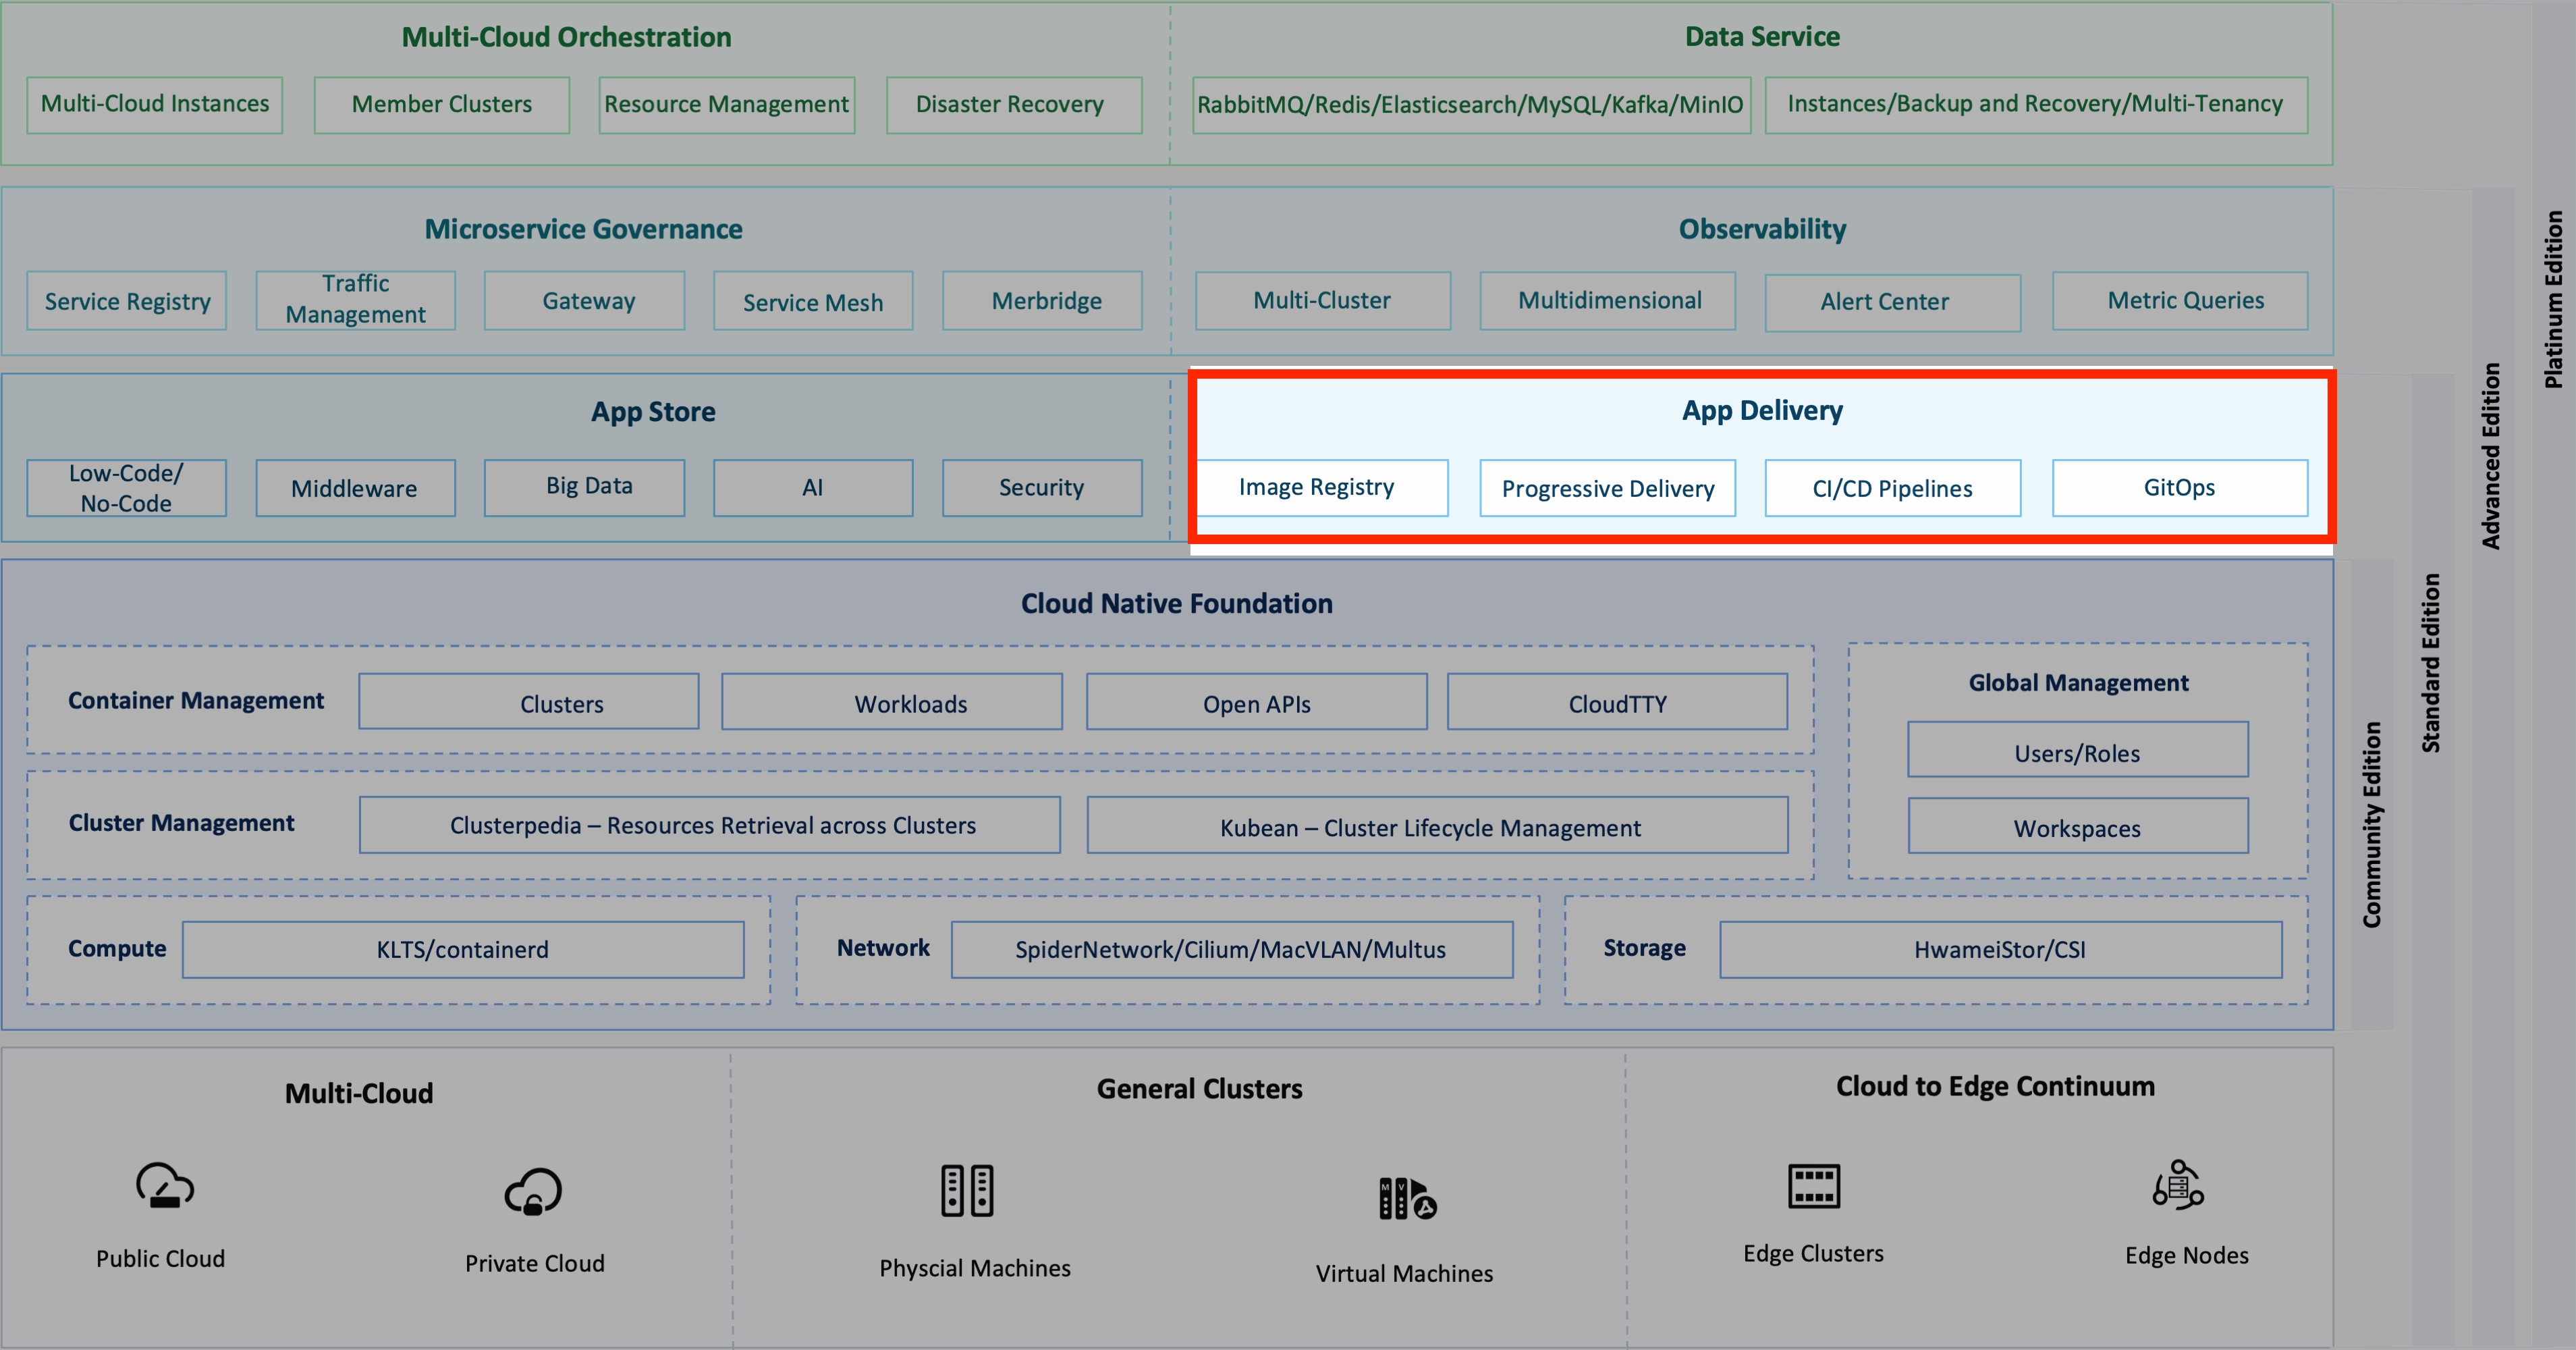 Multi-Cloud Orchestration
Multi-Cloud Instances
Member Clusters
Resource Management
Disaster Recovery
Data Service
RabbitMQ/Redis/Elasticsearch/MySQL/Kafka/MinIO
Instances/Backup and Recovery/Multi-Tenancy
Microservice Governance
Service Registry
Traffic
Management
Gateway
Service Mesh
Merbridge
Observability
Multi-Cluster
Multidimensional
Alert Center
Metric Queries
App Store
Low-Code/
No-Code
Middleware
Big Data
AI
Security
App Delivery
Image Registry
Progressive Delivery
CI/CD Pipelines
GitOps
Cloud Native Foundation
Container Management
Clusters
Workloads
Open APIs
CloudTTY
Cluster Management
Clusterpedia – Resources Retrieval across Clusters
Kubean – Cluster Lifecycle Management
Global Management
Users/Roles
Workspaces
Compute
KLTS/containerd
Network
SpiderNetwork/Cilium/MacVLAN/Multus
Storage
HwameiStor/CSI
Multi-Cloud
Public Cloud
Private Cloud
General Clusters
Physcial Machines
M V
Virtual Machines
Cloud to Edge Continuum
Edge Clusters
Edge Nodes
Community Edition
Standard Edition
Advanced Edition
Platinum Edition